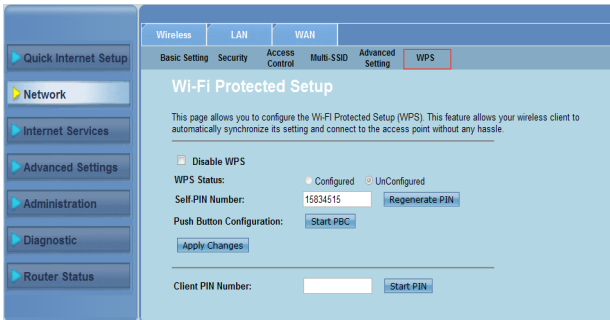 Wireless LAN WAN
Basic Setting Security Access Control Multi-SSID Advanced Setting WPS
Quick Internet Setup
Network
Internet Services
Advanced Settings
Administration
Diagnostic
Router Status
Wi-Fi Protected Setup
This page allows you to configure the Wi-FI Protected Setup (WPS). This feature allows your wireless client to
automatically synchronize its setting and connect to the access point without any hassle.
Disable WPS
WPS Status: Configured UnConfigured
Self-PIN Number: 15834515 Regenerate PIN
Push Button Configuration: Start PBC
Apply Changes
Client PIN Number: Start PIN